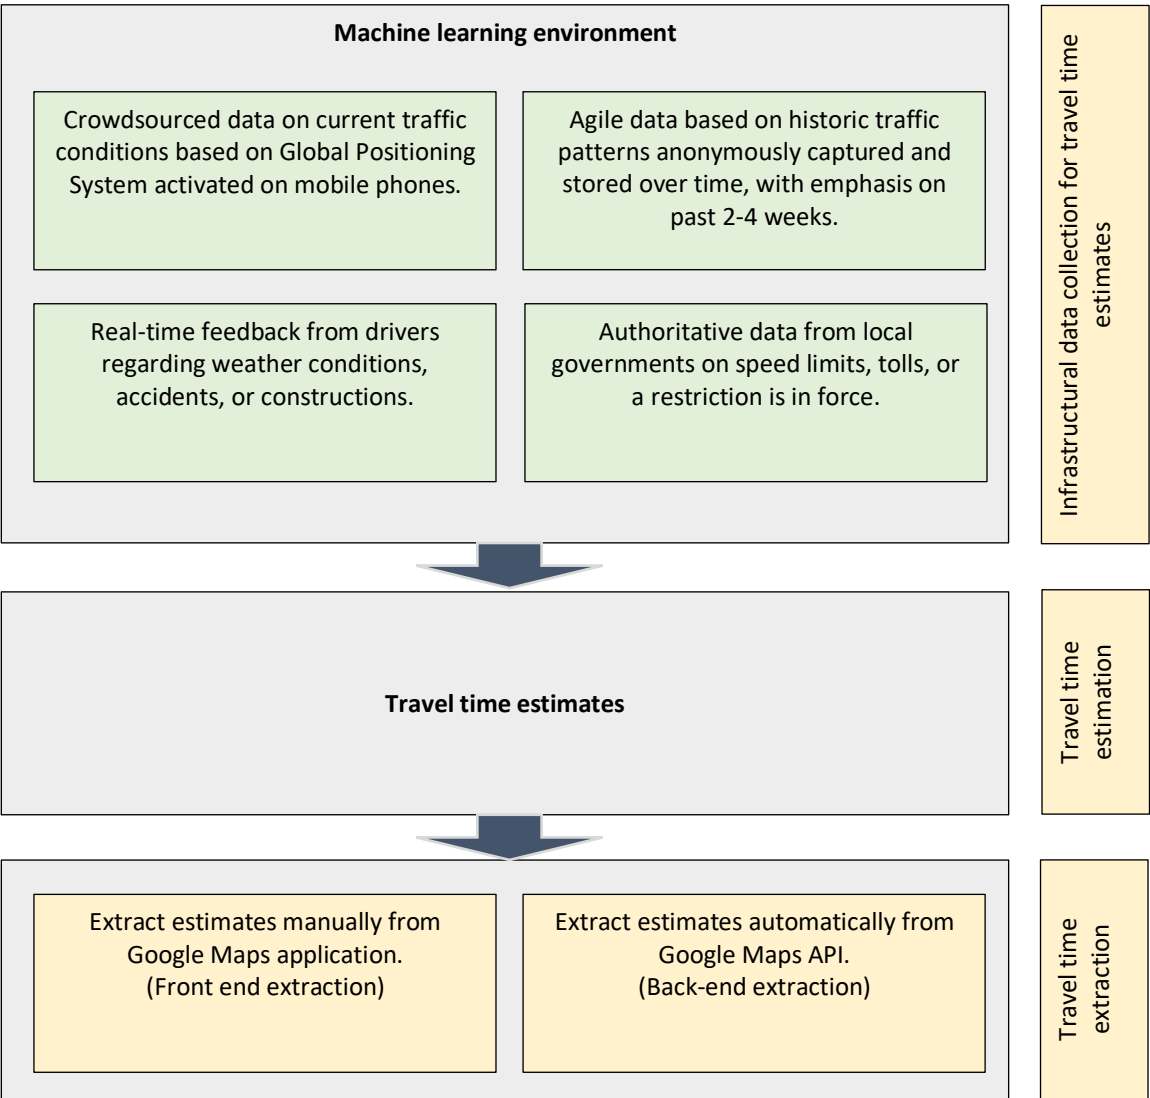 Machine learning environment
Crowdsourced data on current traffic
conditions based on Global Positioning
System activated on mobile phones.
Agile data based on historic traffic
patterns anonymously captured and
stored over time, with emphasis on
past 2-4 weeks.
Real-time feedback from drivers
regarding weather conditions,
accidents, or constructions.
Authoritative data from local
governments on speed limits, tolls, or
a restriction is in force.
Infrastructural data collection for travel time
estimates
Travel time estimates
Travel time
estimation
Extract estimates manually from
Google Maps application.
(Front end extraction)
Extract estimates automatically from
Google Maps API.
(Back-end extraction)
Travel time
extraction